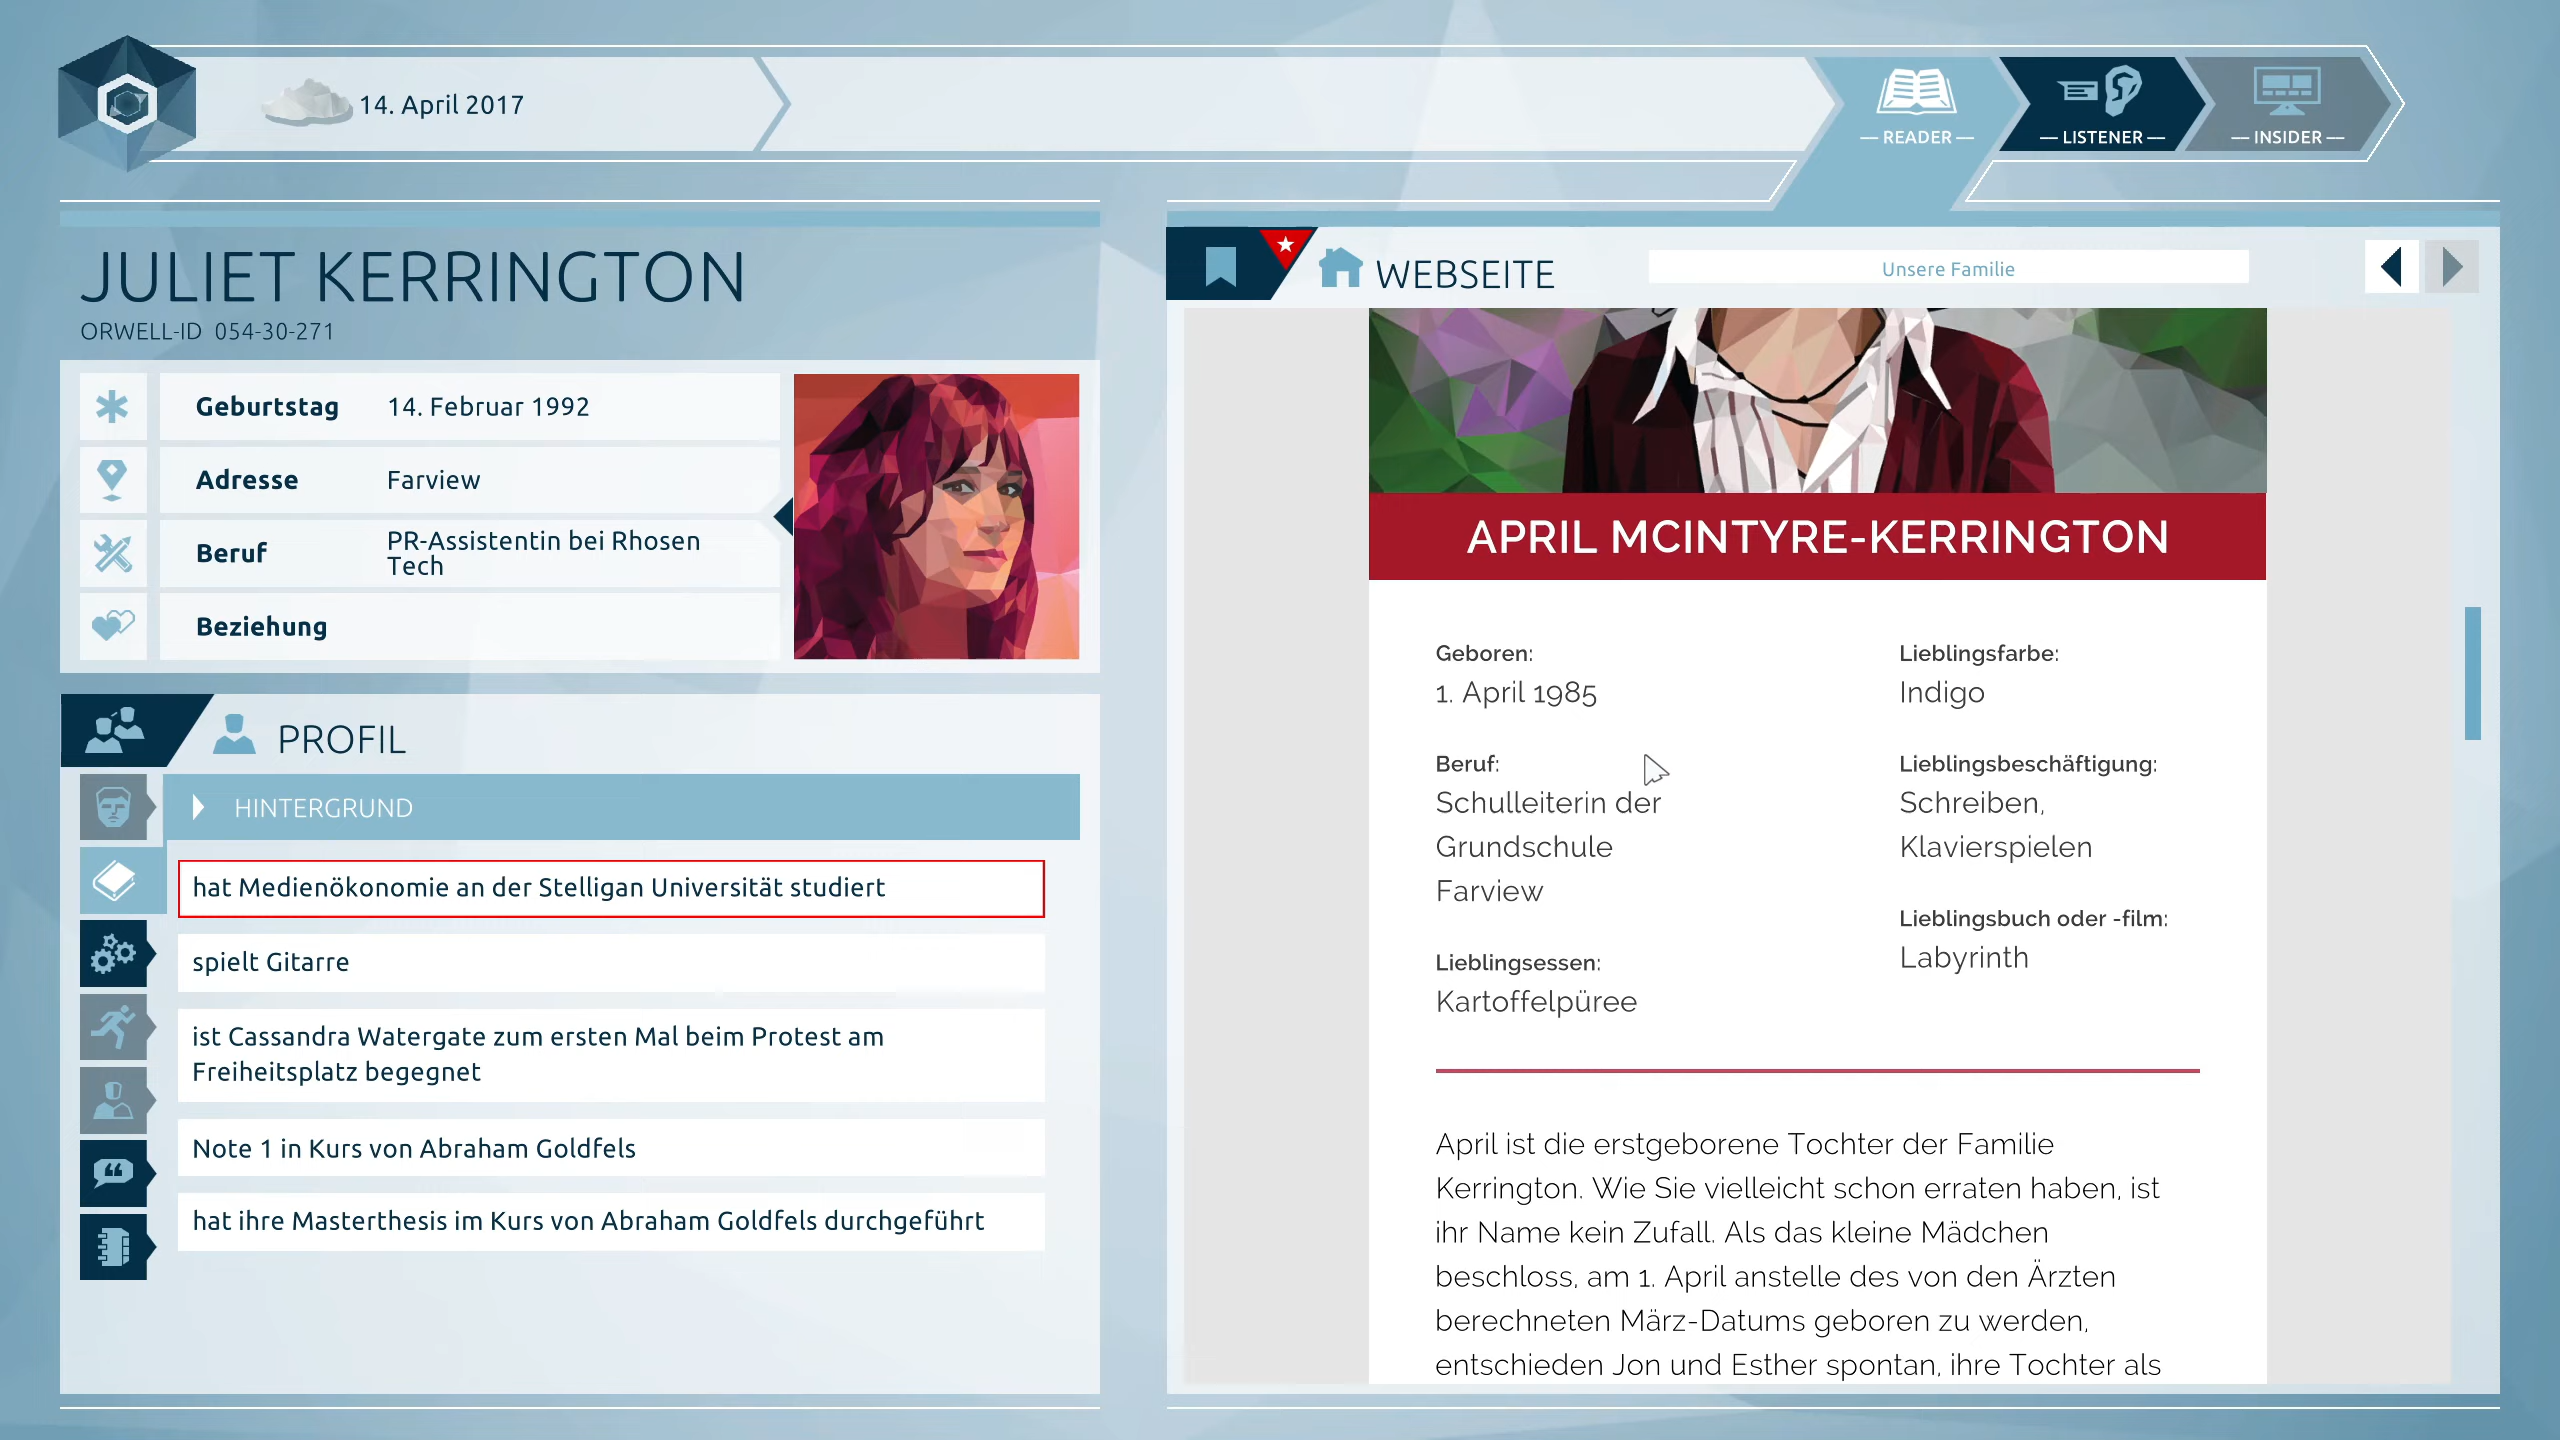 14. April 2017
— READER —
— LISTENER —
— INSIDER —
JULIET KERRINGTON
ORWELL-ID 054-30-271
Geburtstag 14. Februar 1992
Adresse Farview
Beruf PR-Assistentin bei Rhosen
Tech
Beziehung
PROFIL
HINTERGRUND
hat Medienökonomie an der Stelligan Universität studiert
spielt Gitarre
ist Cassandra Watergate zum ersten Mal beim Protest am
Freiheitsplatz begegnet
Note 1 in Kurs von Abraham Goldfels
hat ihre Masterthesis im Kurs von Abraham Goldfels durchgeführt
WEBSEITE
Unsere Familie
APRIL MCINTYRE-KERRINGTON
Geboren:
1. April 1985
Beruf:
Schulleiterin der
Grundschule
Farview
Lieblingsessen:
Kartoffelpüree
Lieblingsfarbe:
Indigo
Lieblingsbeschäftigung:
Schreiben,
Klavierspielen
Lieblingsbuch oder -film:
Labyrinth
April ist die erstgeborene Tochter der Familie
Kerrington. Wie Sie vielleicht schon erraten haben, ist
ihr Name kein Zufall. Als das kleine Mädchen
beschloss, am 1. April anstelle des von den Ärzten
berechneten März-Datums geboren zu werden,
entschieden Jon und Esther spontan, ihre Tochter als